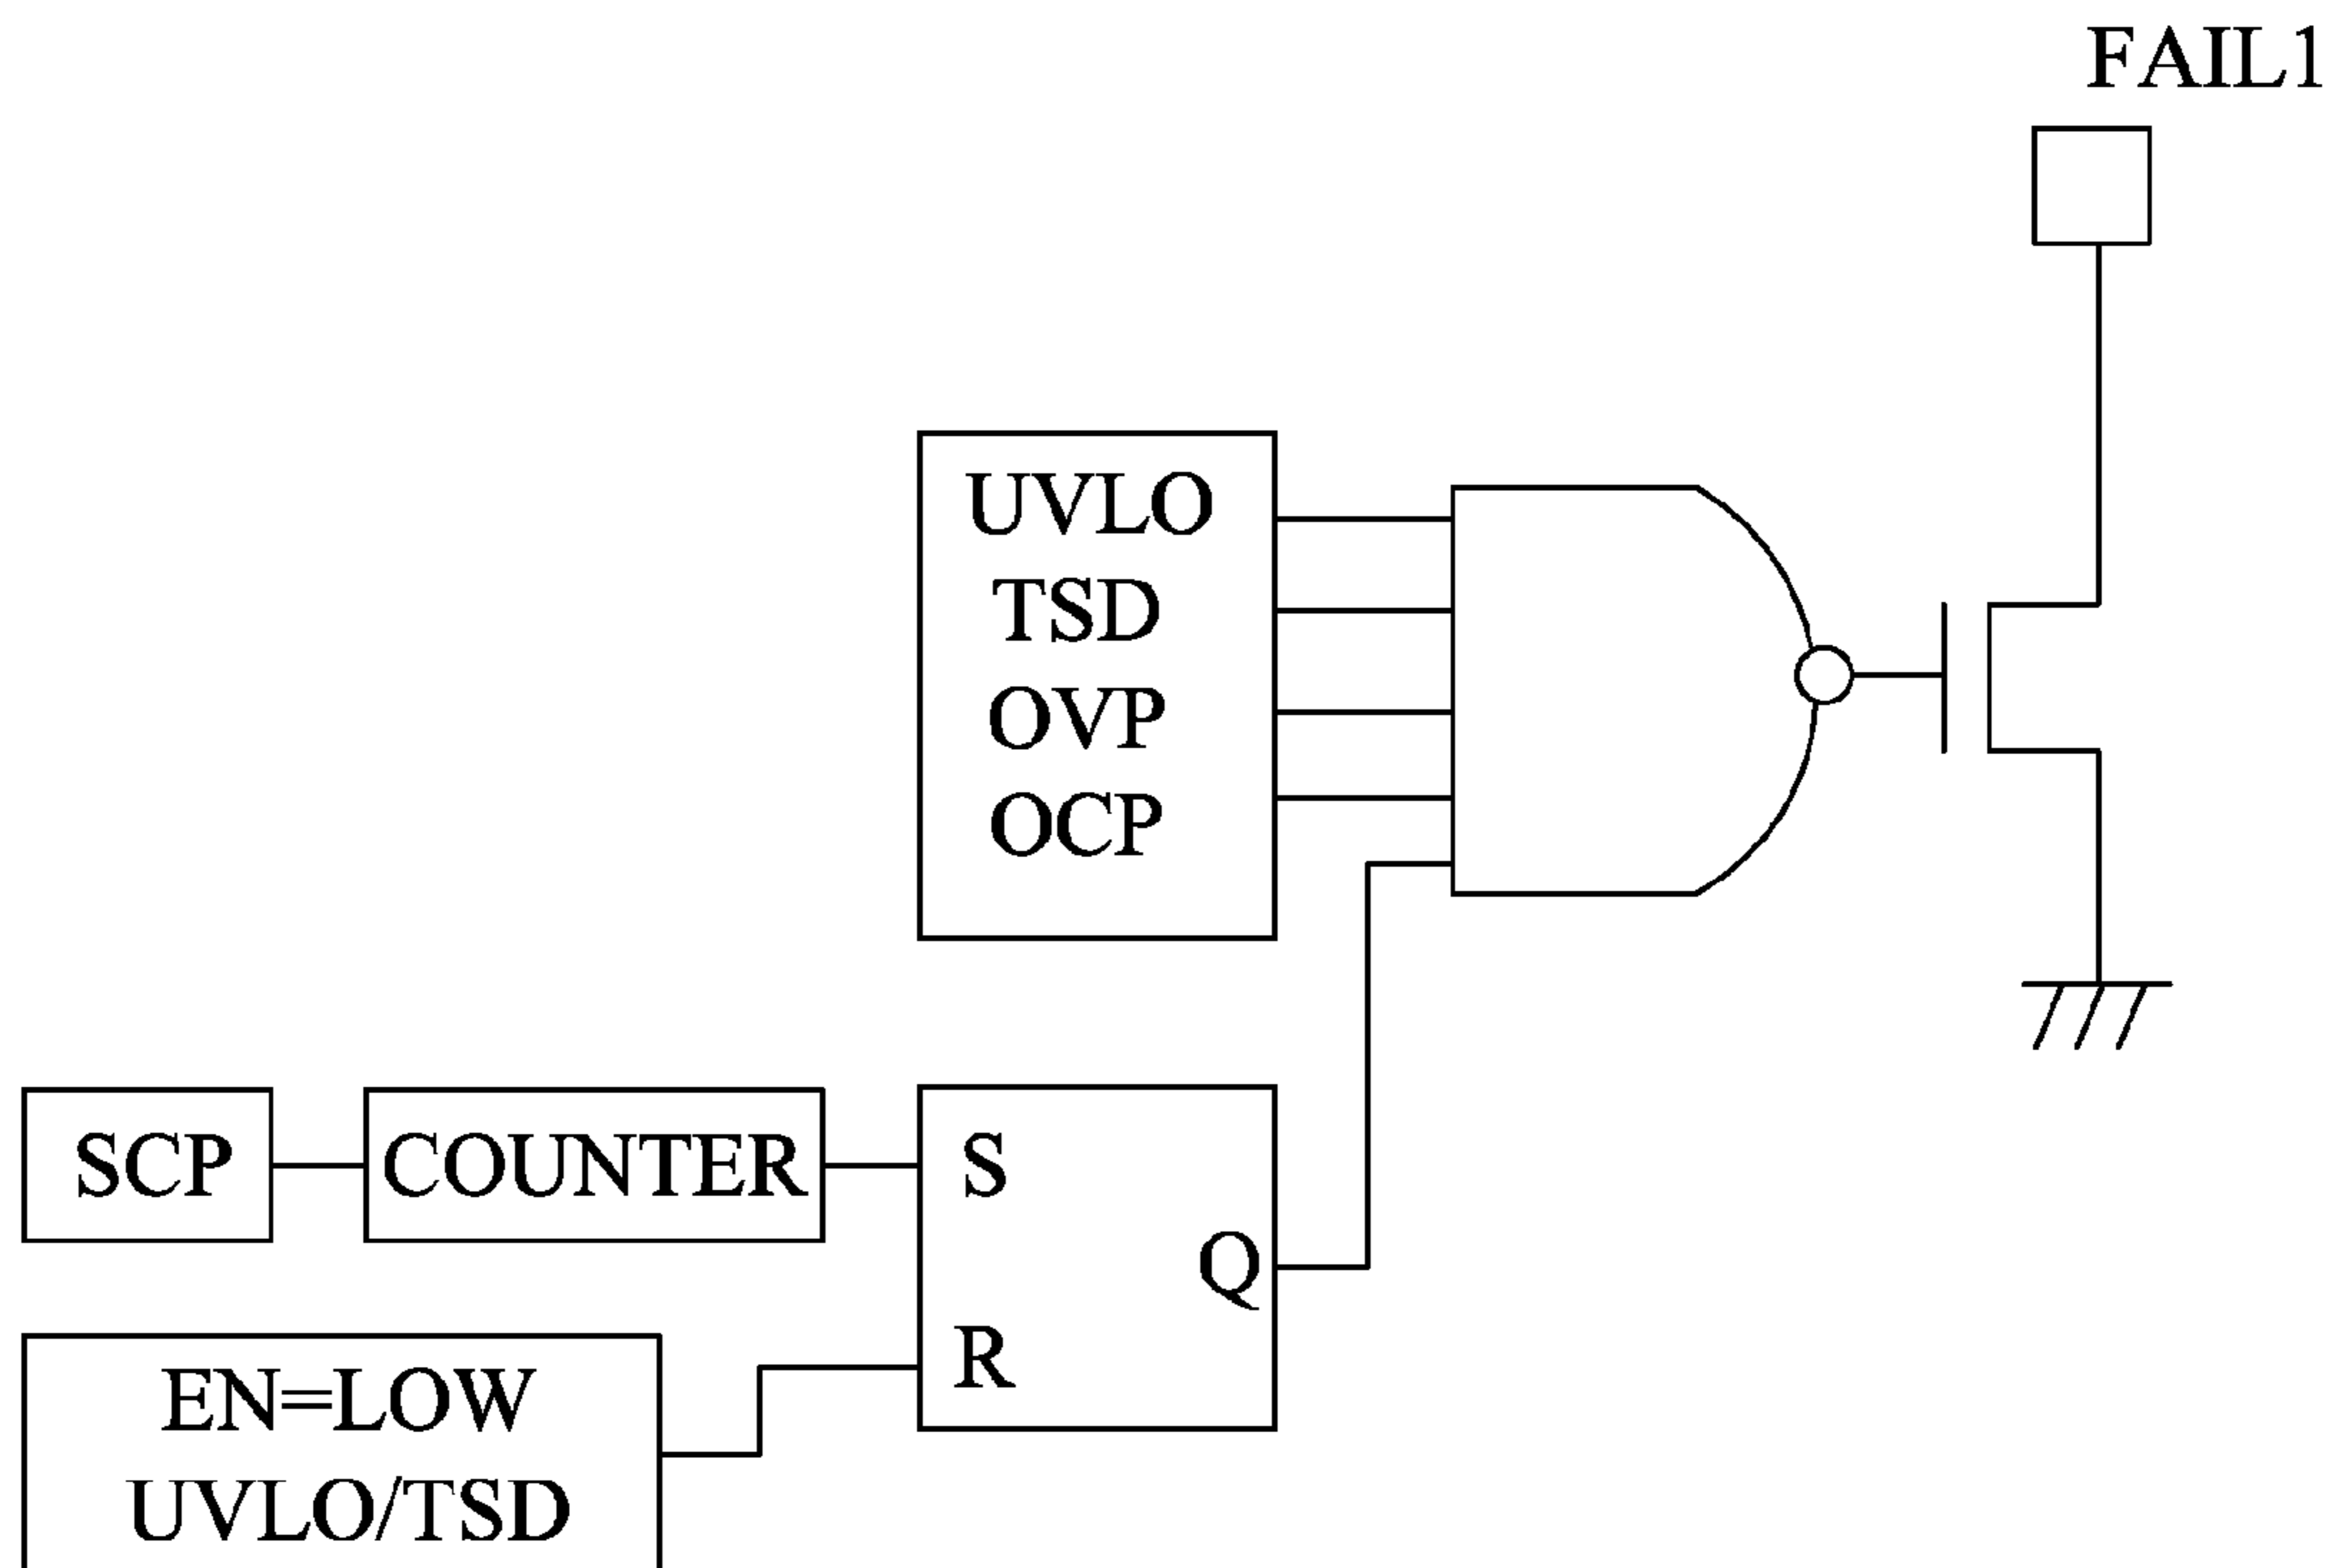 FAIL1
UVLO
TSD
OVP
OCP
SCP
COUNTER
S
Q
R
EN=LOW
UVLO/TSD